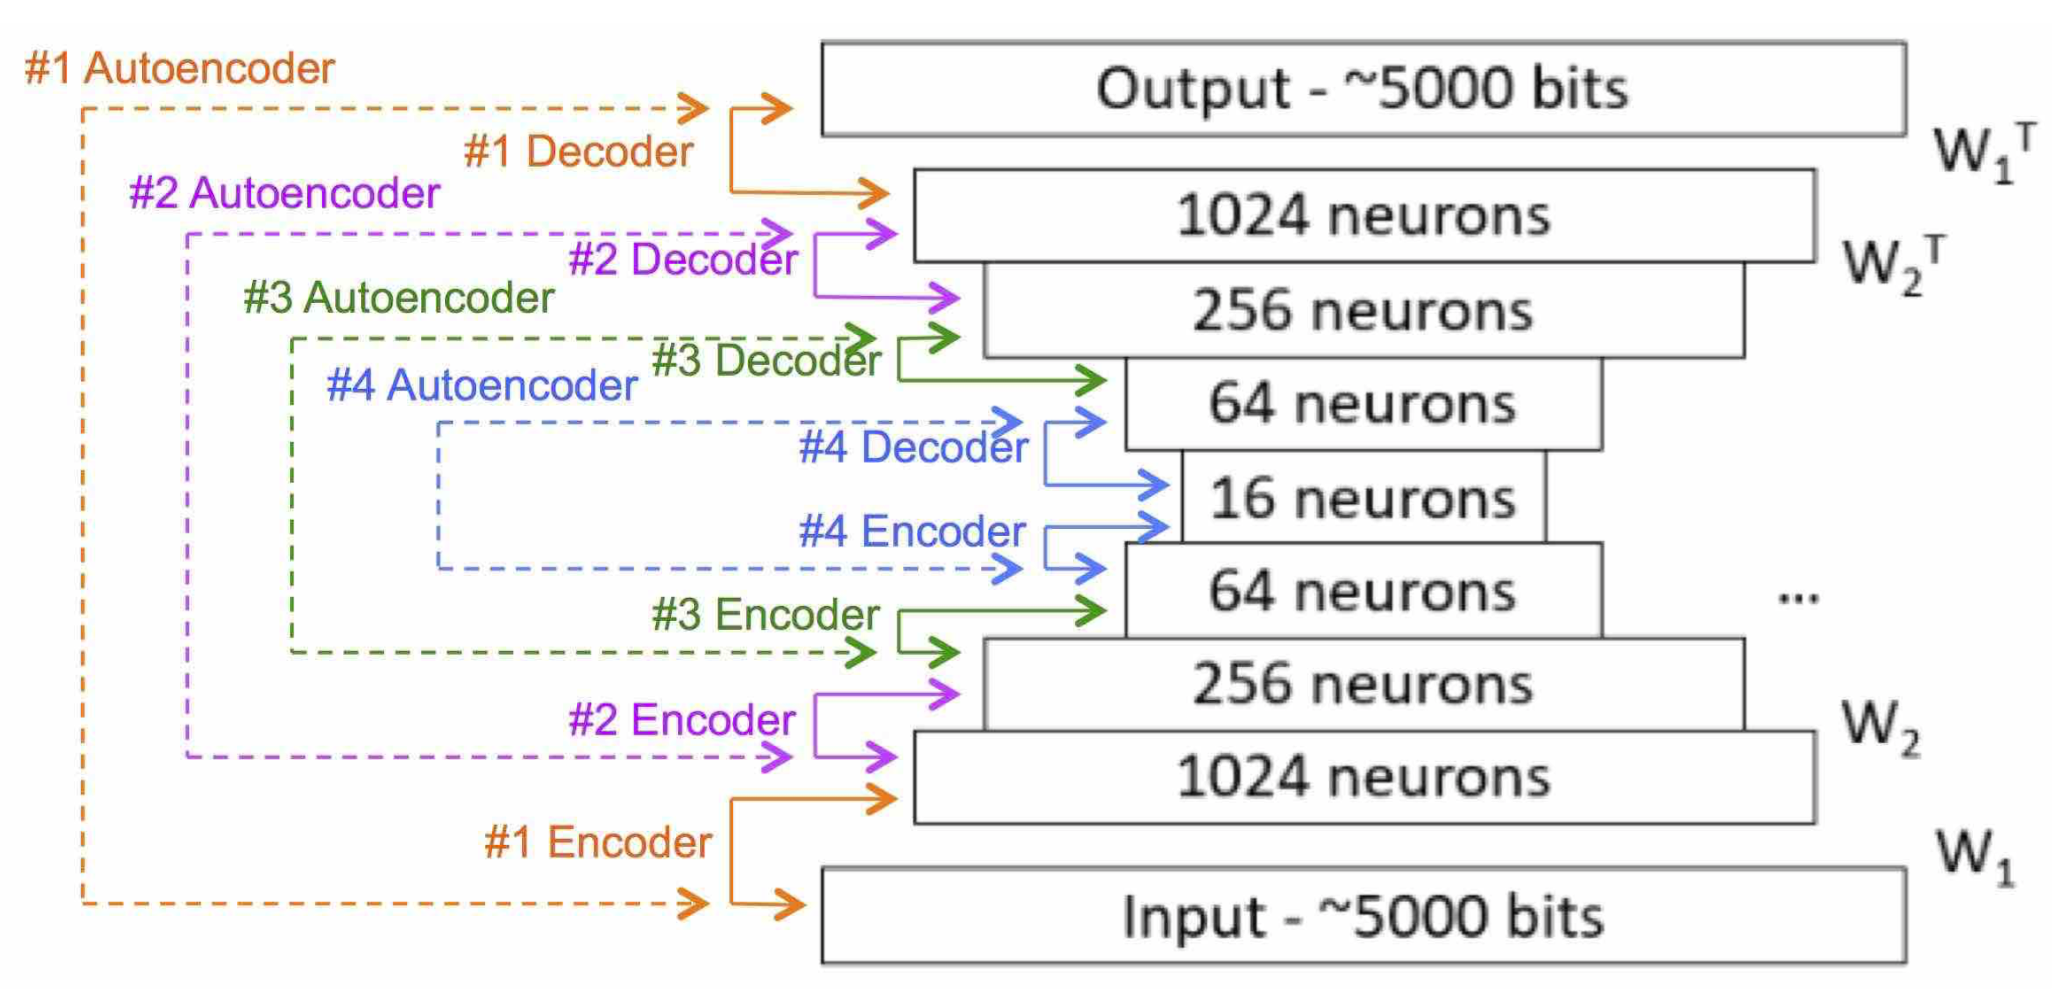 #1 Autoencoder
Output - ~5000 bits
#1 Decoder
W₁ᵀ
#2 Autoencoder
1024 neurons
#2 Decoder
W₂ᵀ
#3 Autoencoder
256 neurons
#3 Decoder
#4 Autoencoder
64 neurons
#4 Decoder
16 neurons
#4 Encoder
64 neurons
...
#3 Encoder
256 neurons
#2 Encoder
W₂
1024 neurons
#1 Encoder
W₁
Input - ~5000 bits